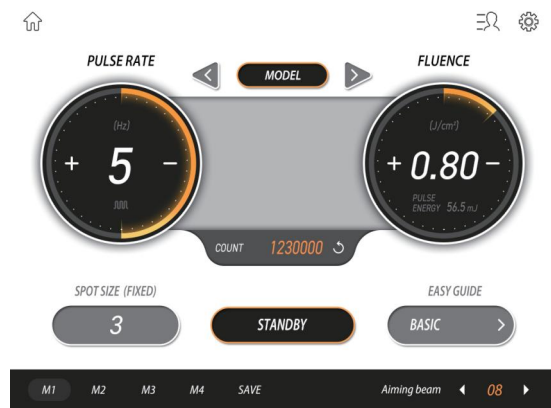 PULSE RATE
MODEL
FLUENCE
(Hz)
+ 5 -
(J/cm²)
+ 0.80 -
PULSE
ENERGY 56.5 mJ
COUNT 1230000
SPOT SIZE (FIXED)
3
STANDBY
EASY GUIDE
BASIC >
M1 M2 M3 M4 SAVE Aiming beam 08